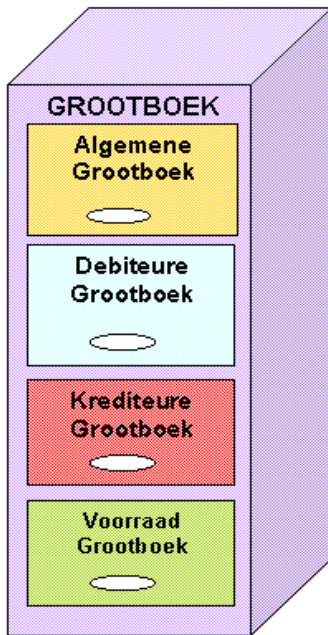 GROOTBOEK
Algemene
Grootboek
Debiteure
Grootboek
Krediteure
Grootboek
Voorraad
Grootboek